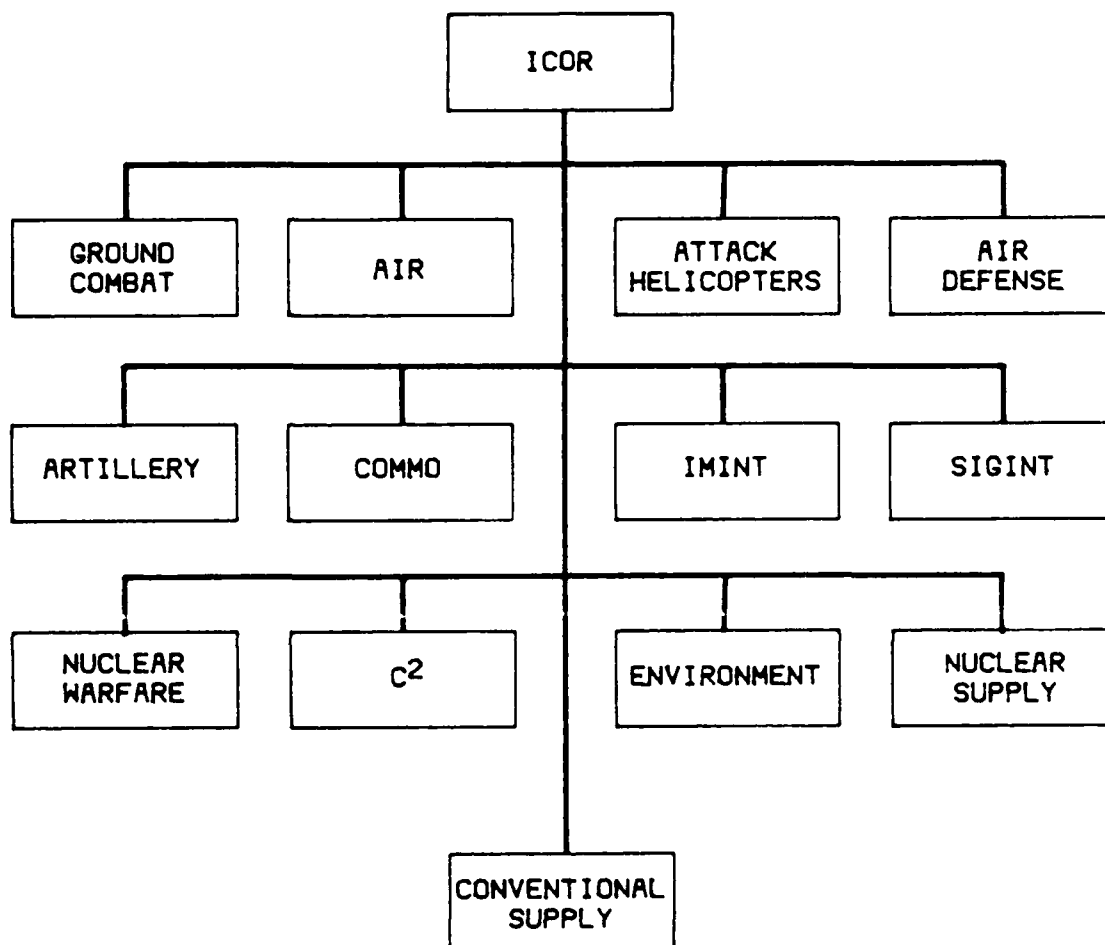 ICOR
GROUND
COMBAT
AIR
ATTACK
HELICOPTERS
AIR
DEFENSE
ARTILLERY
COMMO
IMINT
SIGINT
NUCLEAR
WARFARE
C²
ENVIRONMENT
NUCLEAR
SUPPLY
CONVENTIONAL
SUPPLY